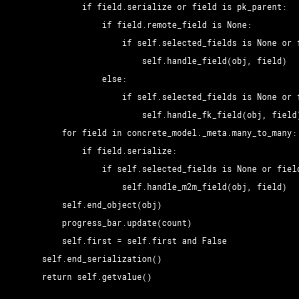 if field.serialize or field is pk_parent:
if field.remote_field is None:
if self.selected_fields is None or
self.handle_field(obj, field)
else:
if self.selected_fields is None or
self.handle_fk_field(obj, field)
for field in concrete_model._meta.many_to_many:
if field.serialize:
if self.selected_fields is None or field
self.handle_m2m_field(obj, field)
self.end_object(obj)
progress_bar.update(count)
self.first = self.first and False
self.end_serialization()
return self.getvalue()